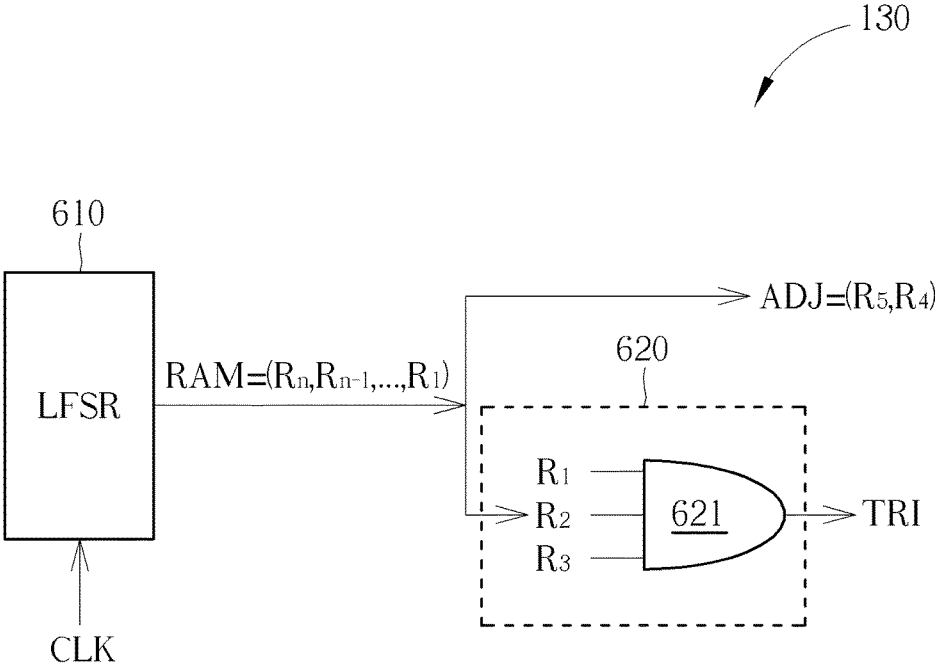 130
610
ADJ=(R5,R4)
620
RAM=(Rn,Rn-1,...,R1)
LFSR
R1
R2
621
TRI
R3
CLK